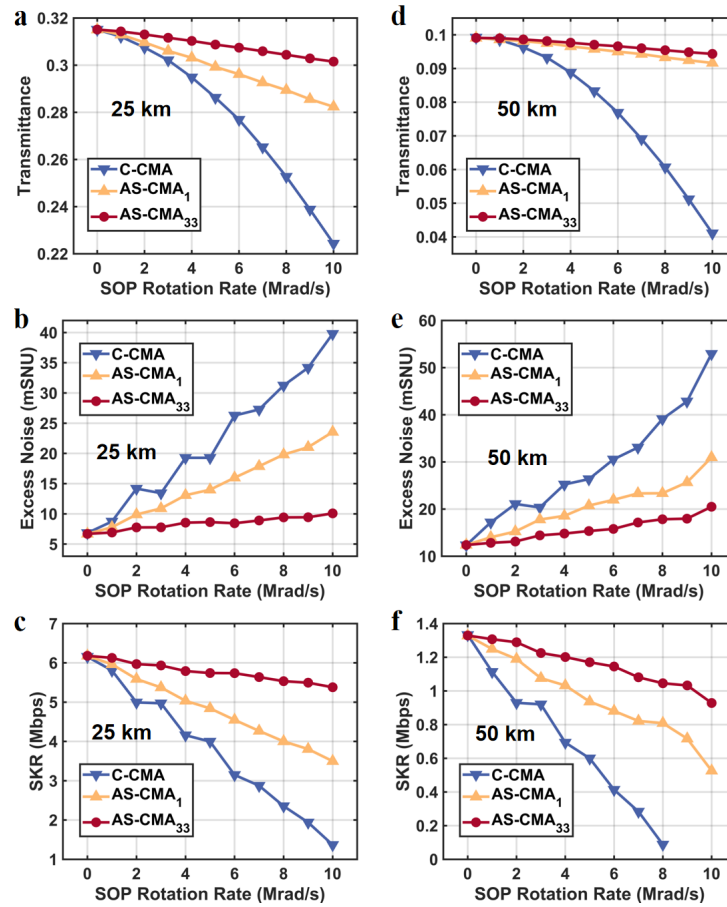 a
0.32
0.3
0.28
0.26
0.24
0.22
Transmittance
25 km
C-CMA
AS-CMA1
AS-CMA33
0 2 4 6 8 10
SOP Rotation Rate (Mrad/s)
d
0.1
0.09
0.08
0.07
0.06
0.05
0.04
Transmittance
50 km
C-CMA
AS-CMA1
AS-CMA33
0 2 4 6 8 10
SOP Rotation Rate (Mrad/s)
b
40
35
30
25
20
15
10
5
Excess Noise (mSNU)
C-CMA
AS-CMA1
AS-CMA33
25 km
0 2 4 6 8 10
SOP Rotation Rate (Mrad/s)
e
60
50
40
30
20
10
Excess Noise (mSNU)
C-CMA
AS-CMA1
AS-CMA33
50 km
0 2 4 6 8 10
SOP Rotation Rate (Mrad/s)
c
7
6
5
4
3
2
1
SKR (Mbps)
25 km
C-CMA
AS-CMA1
AS-CMA33
0 2 4 6 8 10
SOP Rotation Rate (Mrad/s)
f
1.4
1.2
1
0.8
0.6
0.4
0.2
0
SKR (Mbps)
50 km
C-CMA
AS-CMA1
AS-CMA33
0 2 4 6 8 10
SOP Rotation Rate (Mrad/s)